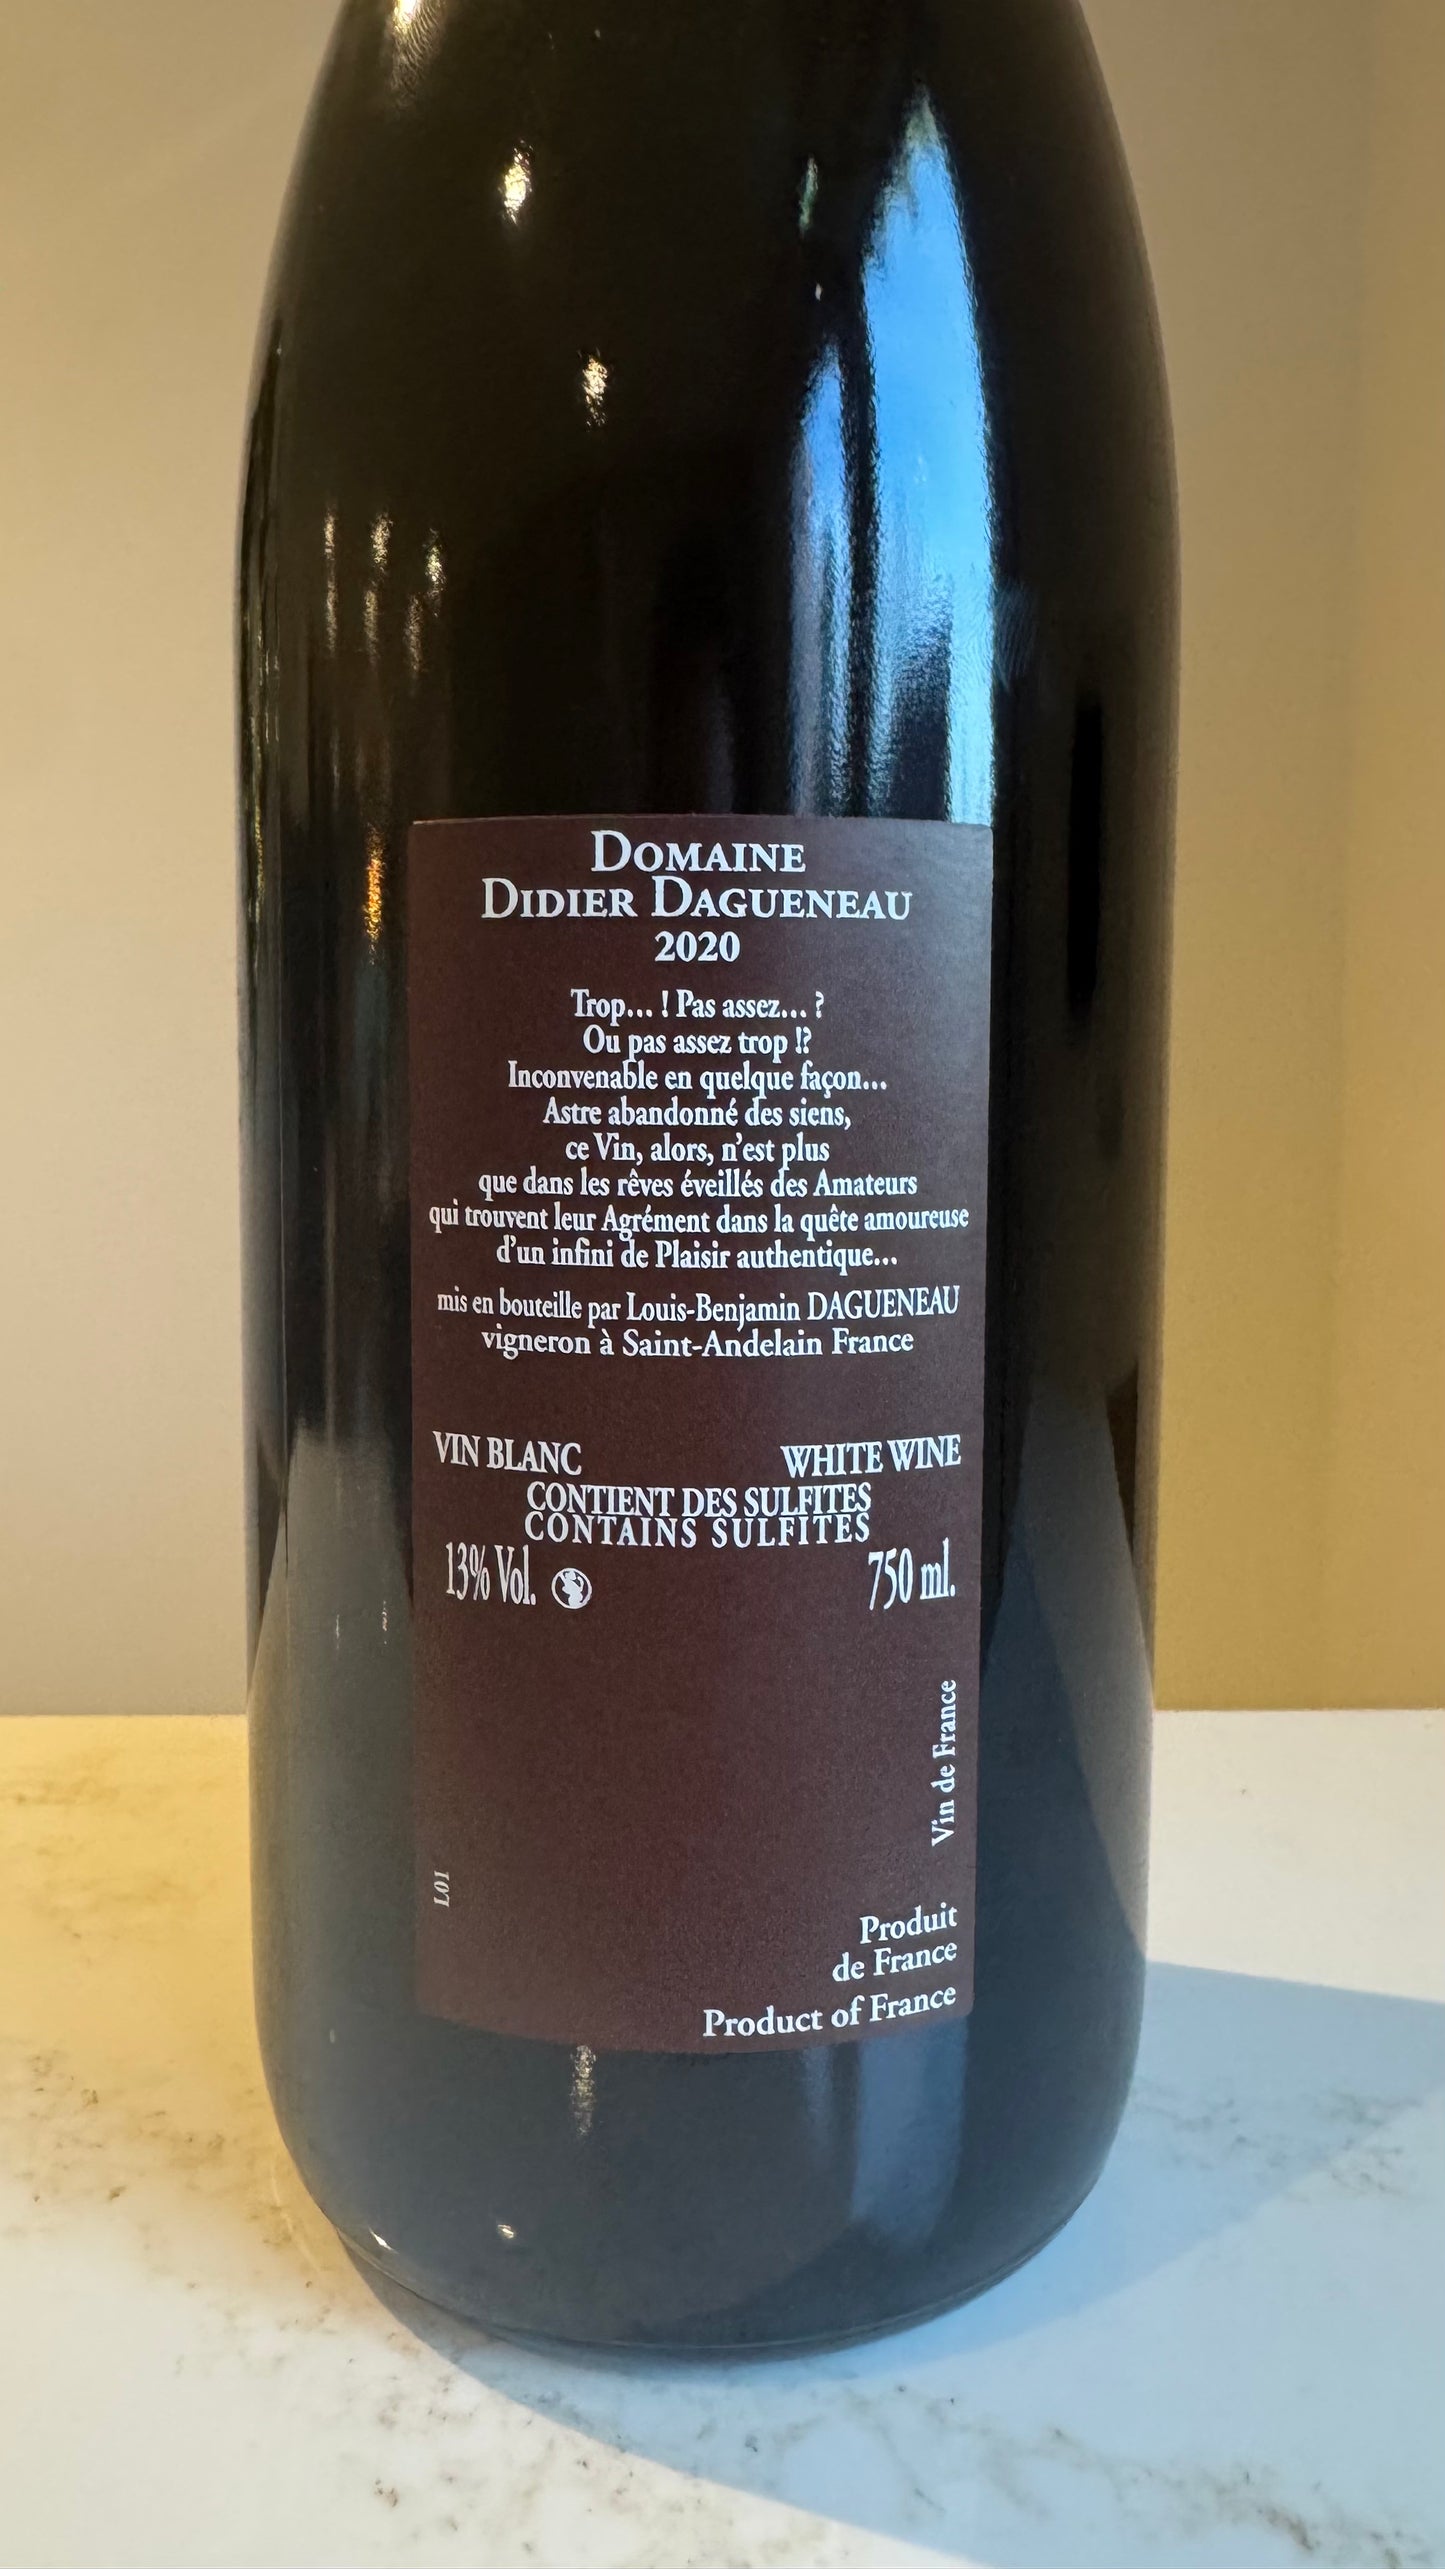 DOMAINE
DIDIER DAGUENEAU
2020
Trop... ! Pas assez... ?
Ou pas assez trop !?
Inconvenable en quelque façon...
Astre abandonné des siens,
ce Vin, alors, n'est plus
que dans les rêves éveillés des Amateurs
qui trouvent leur Agrément dans la quête amoureuse
d'un infini de Plaisir authentique...
mis en bouteille par Louis-Benjamin DAGUENEAU
vigneron à Saint-Andelain France
VIN BLANC WHITE WINE
CONTIENT DES SULFITES
CONTAINS SULFITES
13% Vol. 750 ml.
Vin de France
L01
Produit
de France
Product of France